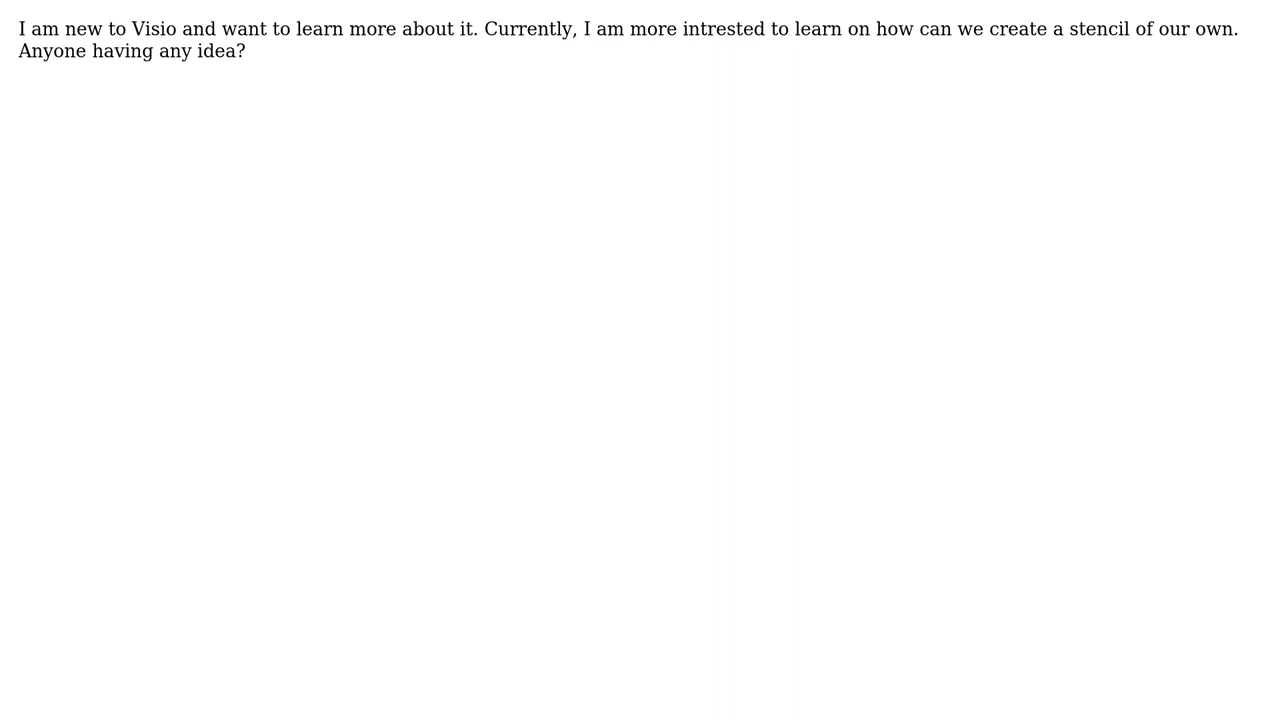 I am new to Visio and want to learn more about it. Currently, I am more intrested to learn on how can we create a stencil of our own.
Anyone having any idea?